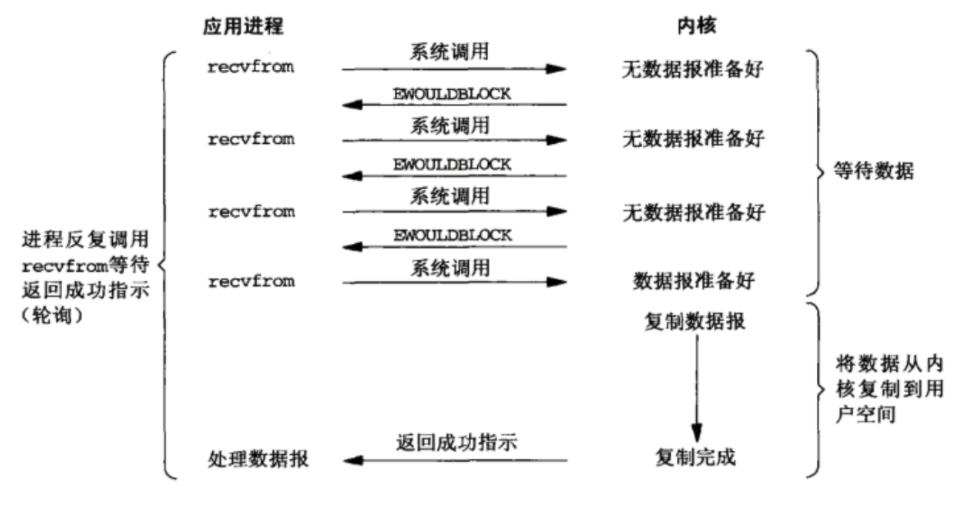 应用进程
内核
recvfrom
系统调用
无数据报准备好
EWOULDBLOCK
recvfrom
系统调用
无数据报准备好
EWOULDBLOCK
recvfrom
系统调用
无数据报准备好
EWOULDBLOCK
recvfrom
系统调用
数据报准备好
等待数据
进程反复调用
recvfrom等待
返回成功指示
（轮询）
复制数据报
将数据从内
核复制到用
户空间
处理数据报
返回成功指示
复制完成